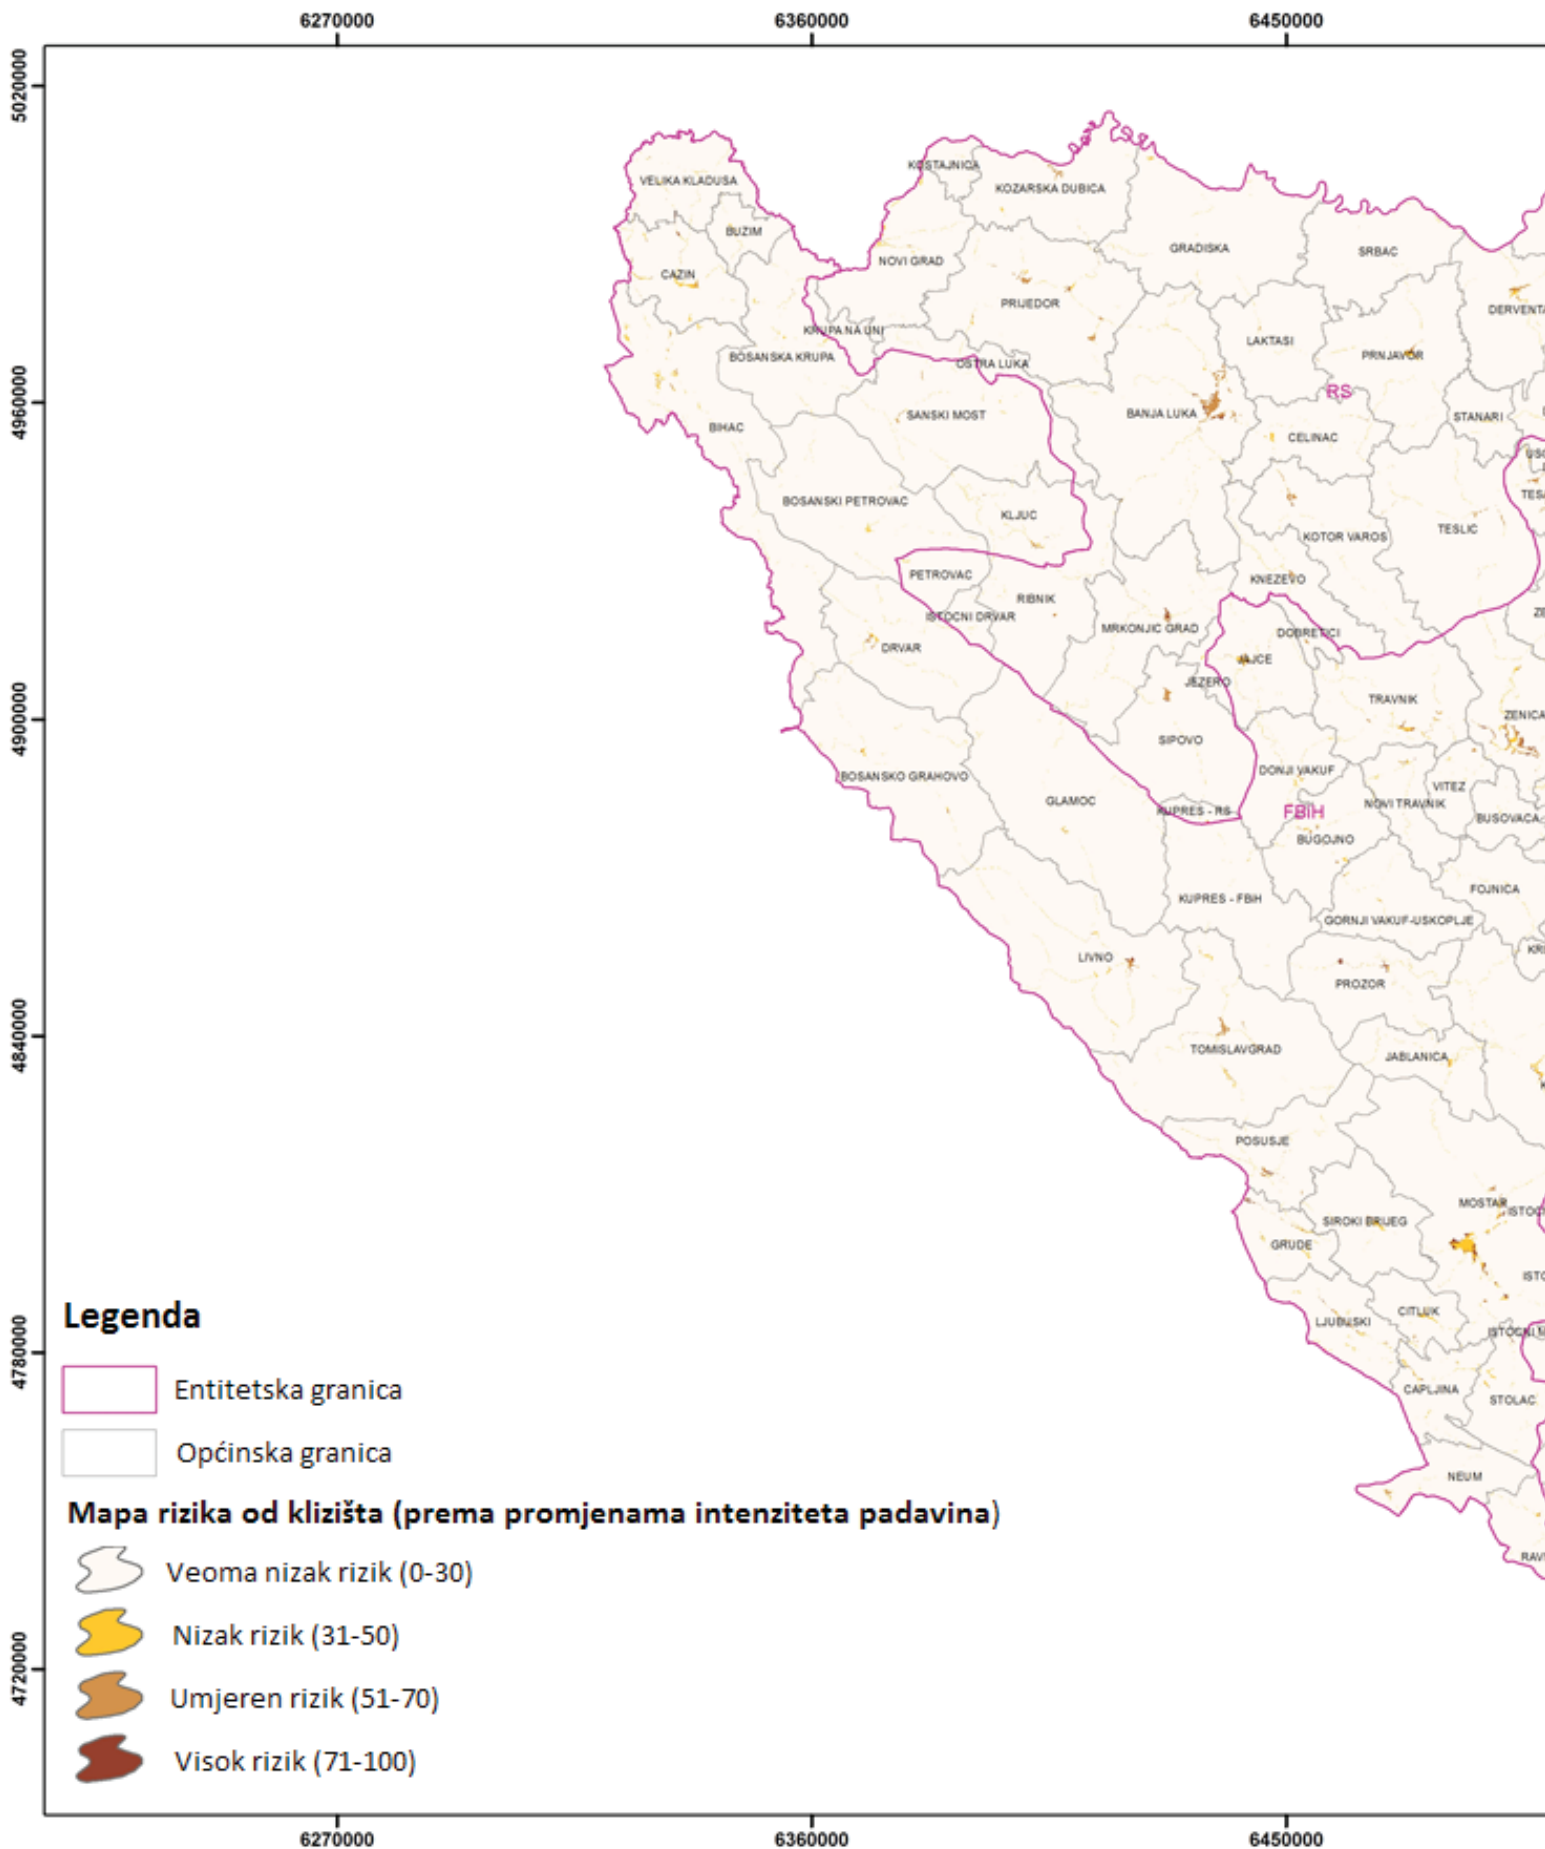 6270000 6360000 6450000
5020000
4960000
4900000
4840000
4780000
4720000
VELIKA KLADUSA
BUZIM
CAZIN
KOSTAJNICA
KOZARSKA DUBICA
NOVI GRAD
GRADISKA
SRBAC
PRIJEDOR
DERVENTA
KRUPA NA UNI
BOSANSKA KRUPA
OSTRA LUKA
LAKTASI
PRNJAVOR
RS
SANSKI MOST
BANJA LUKA
STANARI
BIHAC
CELINAC
BOSANSKI PETROVAC
KLJUC
KOTOR VAROS
TESLIC
PETROVAC
KNEZEVO
RIBNIK
ISTOCNI DRVAR
MRKONJIC GRAD
DOBRETICI
DRVAR
JAJCE
JEZERO
TRAVNIK
ZENICA
SIPOVO
BOSANSKO GRAHOVO
DONJI VAKUF
GLAMOC
VITEZ
NOVI TRAVNIK
KUPRES - RS
FBIH
BUSOVACA
BUGOJNO
KUPRES - FBIH
FOJNICA
GORNJI VAKUF-USKOPLJE
LIVNO
PROZOR
TOMISLAVGRAD
JABLANICA
POSUSJE
MOSTAR
SIROKI BRIJEG
GRUDE
CITLUK
LJUBUSKI
CAPLJINA
STOLAC
NEUM
Legenda
Entitetska granica
Općinska granica
Mapa rizika od klizišta (prema promjenama intenziteta padavina)
Veoma nizak rizik (0-30)
Nizak rizik (31-50)
Umjeren rizik (51-70)
Visok rizik (71-100)
6270000 6360000 6450000